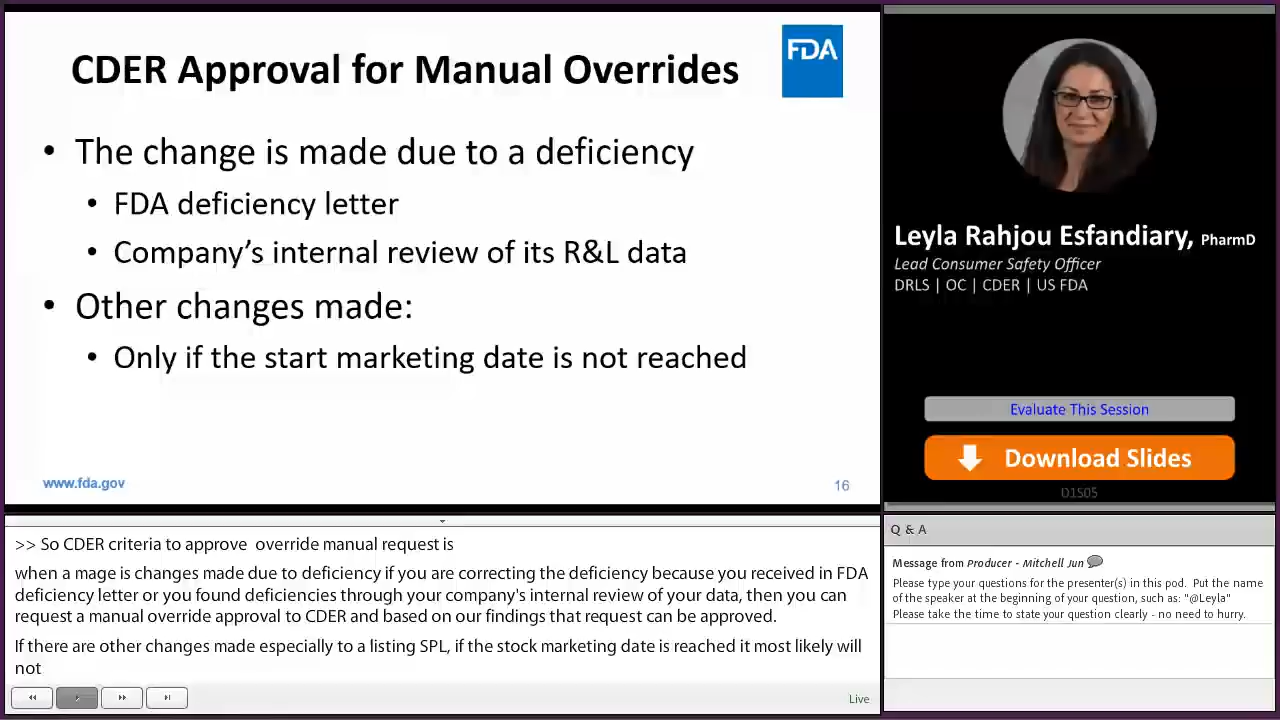 CDER Approval for Manual Overrides
FDA
• The change is made due to a deficiency
• FDA deficiency letter
• Company's internal review of its R&L data
• Other changes made:
• Only if the start marketing date is not reached
www.fda.gov
16
Leyla Rahjou Esfandiary, PharmD
Lead Consumer Safety Officer
DRLS | OC | CDER | US FDA
Evaluate This Session
Download Slides
D1S05
>> So CDER criteria to approve override manual request is
when a mage is changes made due to deficiency if you are correcting the deficiency because you received in FDA
deficiency letter or you found deficiencies through your company's internal review of your data, then you can
request a manual override approval to CDER and based on our findings that request can be approved.
If there are other changes made especially to a listing SPL, if the stock marketing date is reached it most likely will
not
Live
Q & A
Message from Producer - Mitchell Jun
Please type your questions for the presenter(s) in this pod. Put the name
of the speaker at the beginning of your question, such as: "@Leyla"
Please take the time to state your question clearly - no need to hurry.